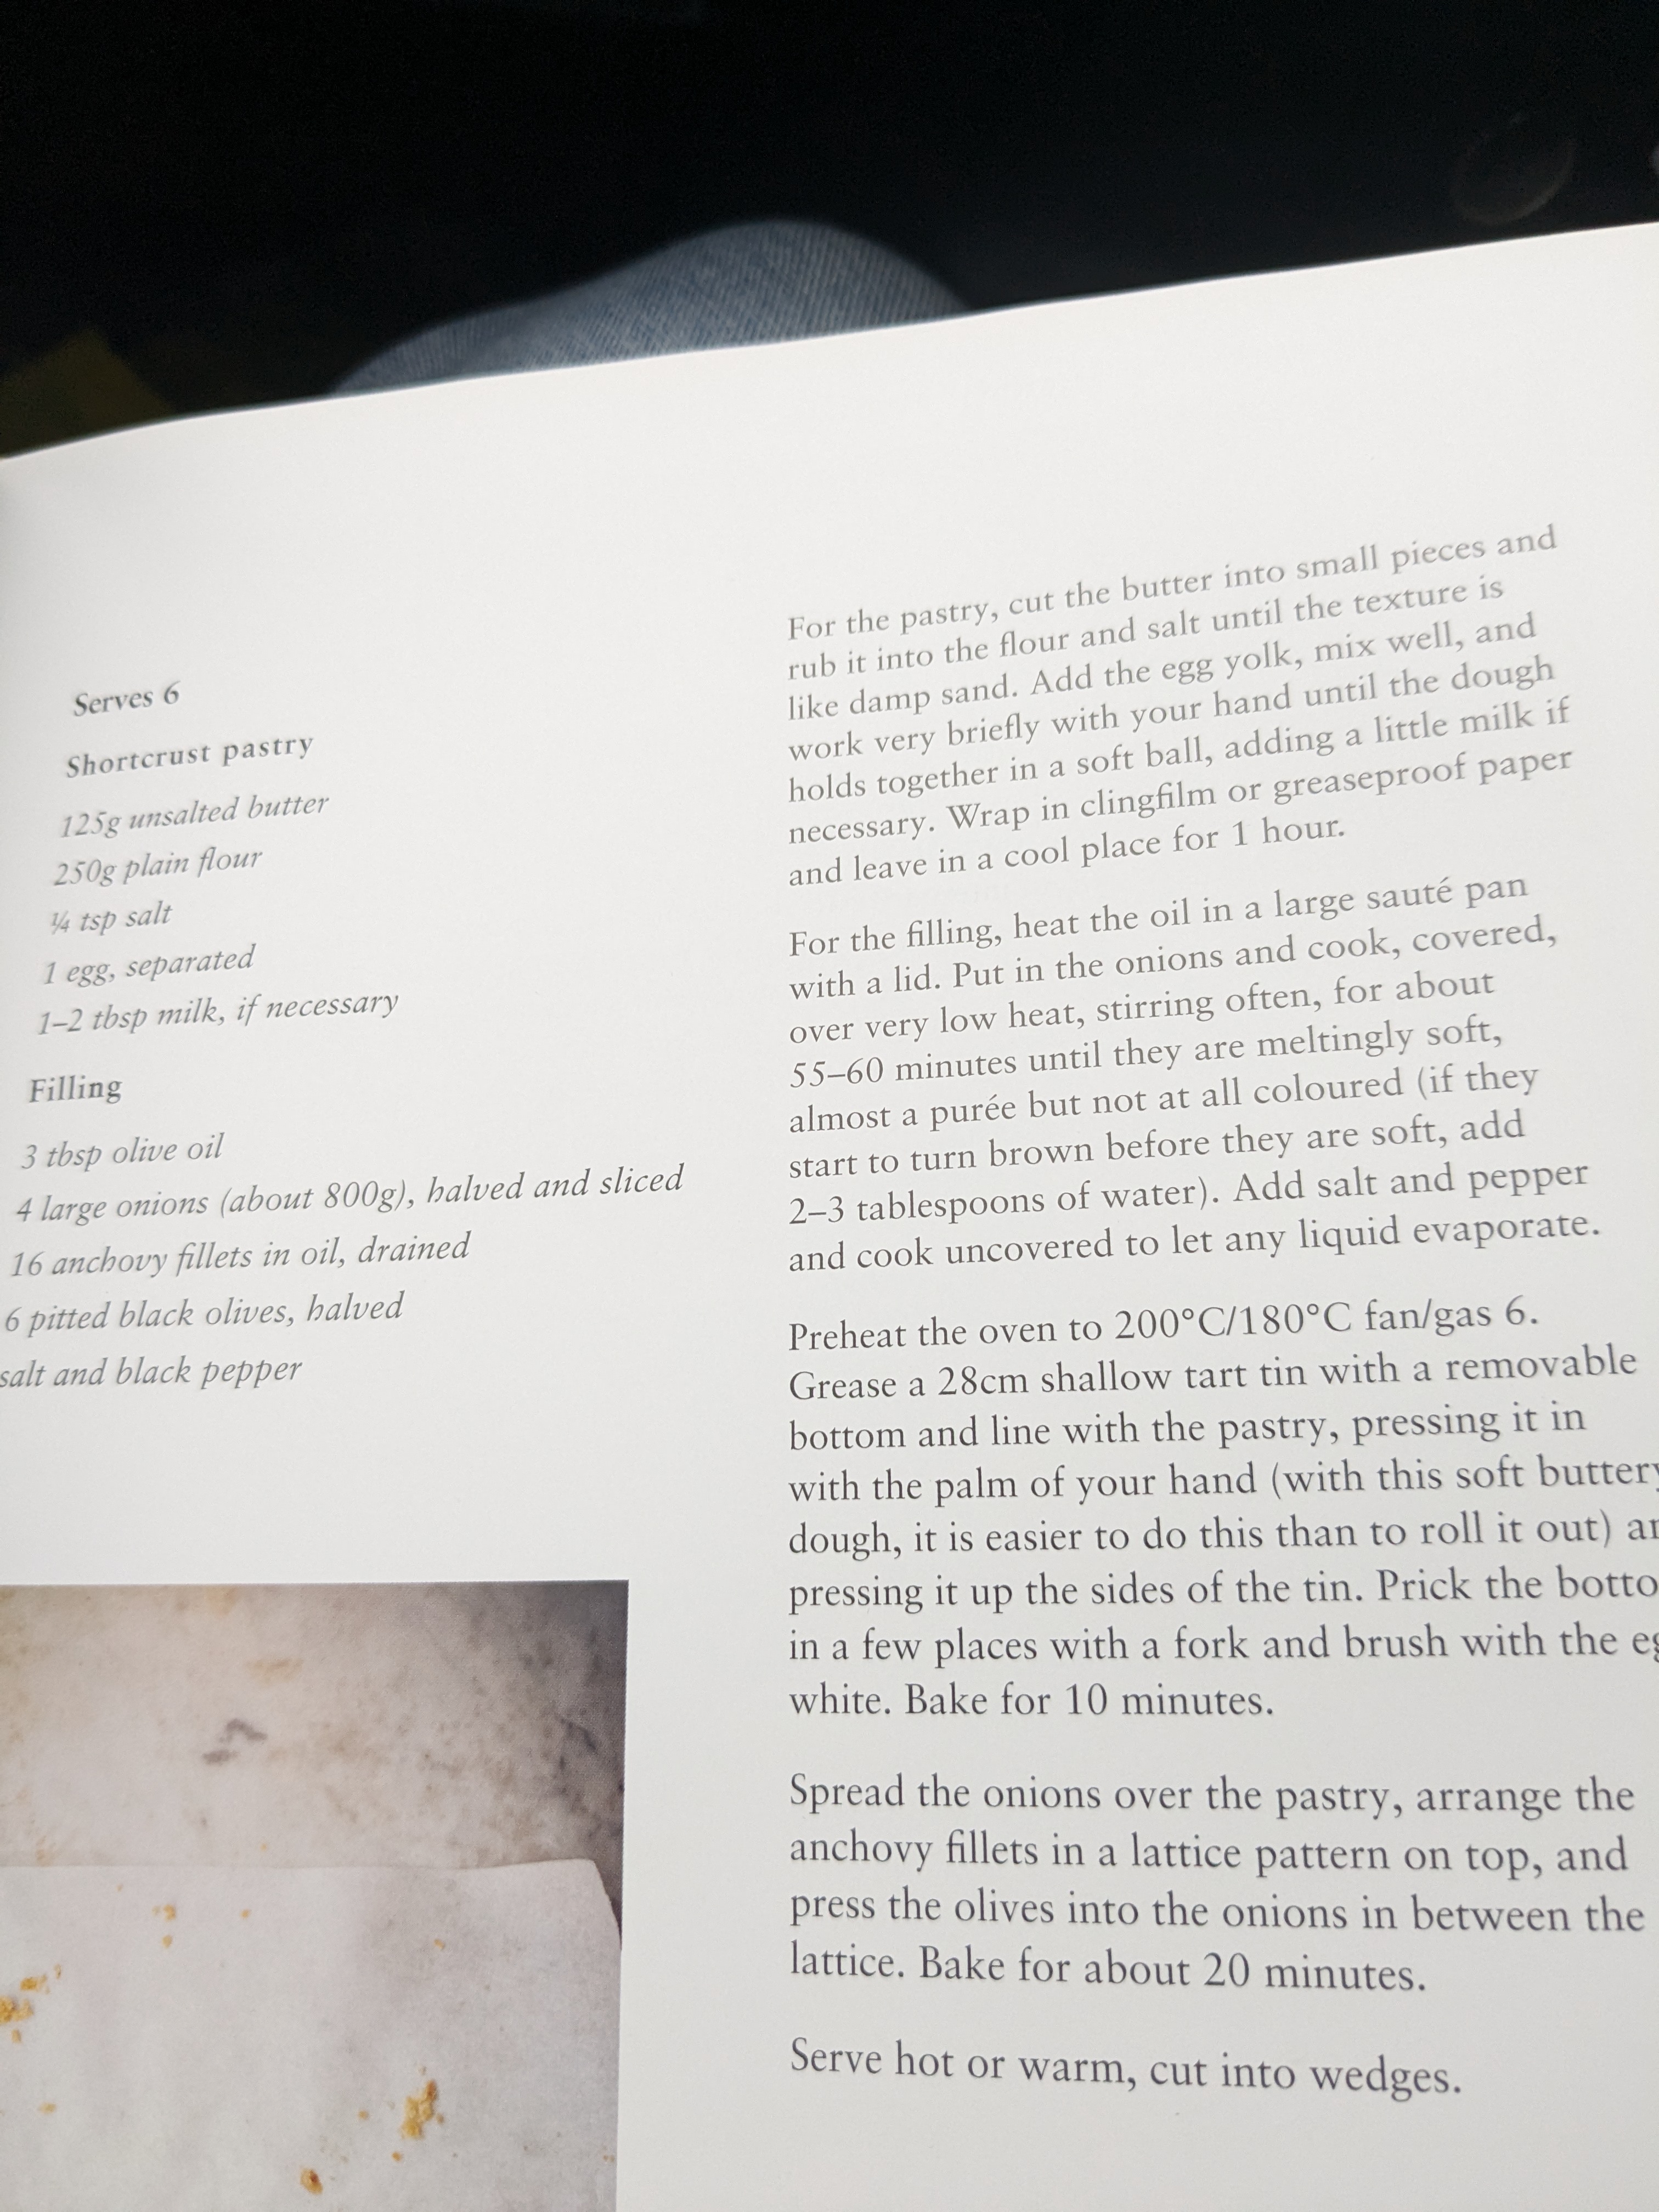 Serves 6
Shortcrust pastry
125g unsalted butter
250g plain flour
¼ tsp salt
1 egg, separated
1–2 tbsp milk, if necessary
Filling
3 tbsp olive oil
4 large onions (about 800g), halved and sliced
16 anchovy fillets in oil, drained
6 pitted black olives, halved
salt and black pepper
For the pastry, cut the butter into small pieces and
rub it into the flour and salt until the texture is
like damp sand. Add the egg yolk, mix well, and
work very briefly with your hand until the dough
holds together in a soft ball, adding a little milk if
necessary. Wrap in clingfilm or greaseproof paper
and leave in a cool place for 1 hour.
For the filling, heat the oil in a large sauté pan
with a lid. Put in the onions and cook, covered,
over very low heat, stirring often, for about
55–60 minutes until they are meltingly soft,
almost a purée but not at all coloured (if they
start to turn brown before they are soft, add
2–3 tablespoons of water). Add salt and pepper
and cook uncovered to let any liquid evaporate.
Preheat the oven to 200°C/180°C fan/gas 6.
Grease a 28cm shallow tart tin with a removable
bottom and line with the pastry, pressing it in
with the palm of your hand (with this soft buttery
dough, it is easier to do this than to roll it out)
pressing it up the sides of the tin. Prick the
in a few places with a fork and brush with the
white. Bake for 10 minutes.
Spread the onions over the pastry, arrange the
anchovy fillets in a lattice pattern on top, and
press the olives into the onions in between the
lattice. Bake for about 20 minutes.
Serve hot or warm, cut into wedges.